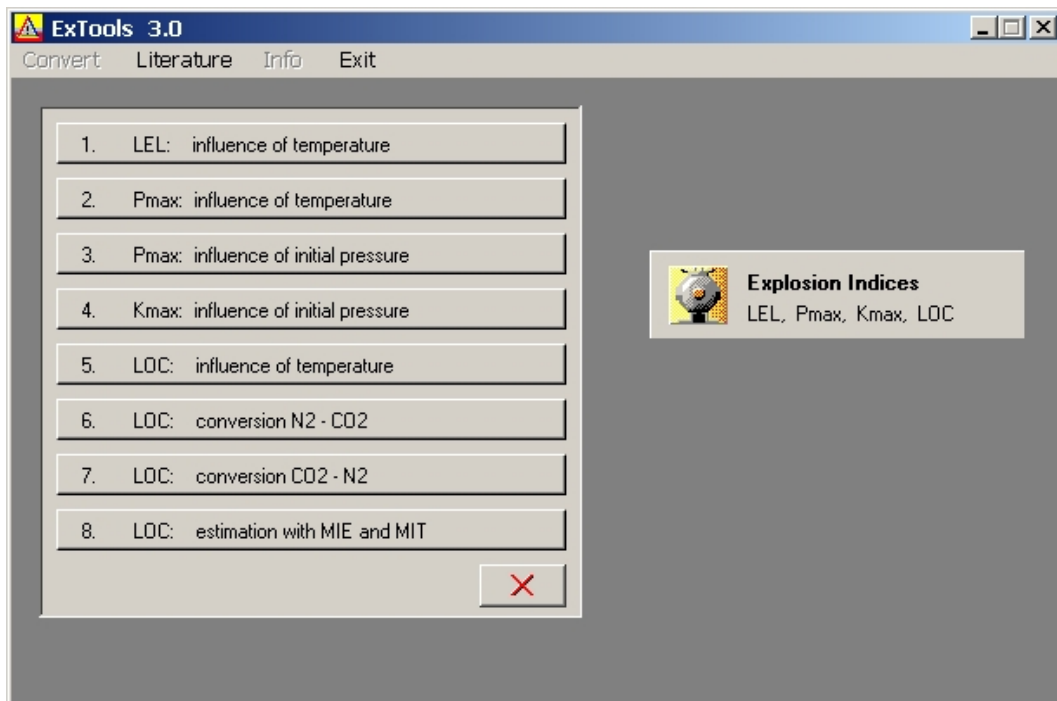 ExTools 3.0
Convert Literature Info Exit
1. LEL: influence of temperature
2. Pmax: influence of temperature
3. Pmax: influence of initial pressure
4. Kmax: influence of initial pressure
5. LOC: influence of temperature
6. LOC: conversion N2 - CO2
7. LOC: conversion CO2 - N2
8. LOC: estimation with MIE and MIT
Explosion Indices
LEL, Pmax, Kmax, LOC